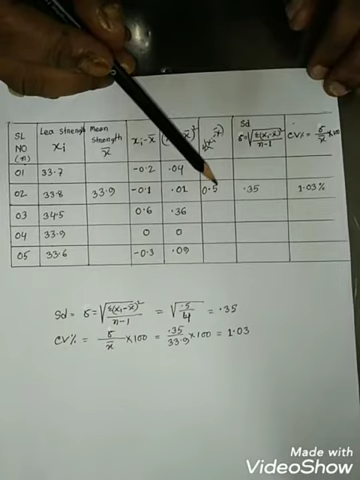 SL NO (n) Lea strength xi Mean strength x̄ xi-x̄ Sd σ=√Σ(xi-x̄)²/n-1 CV%= σ/x̄ ×100
01 33.7 -0.2 .04
02 33.8 33.9 -0.1 .01 0.5 .35 1.03%
03 34.5 0.6 .36
04 33.9 0 0
05 33.6 -0.3 .09
Sd = σ=√Σ(xi-x̄)²/n-1 = √.5/4 = .35
CV% = σ/x̄ ×100 = .35/33.9 ×100 = 1.03
Made with
VideoShow